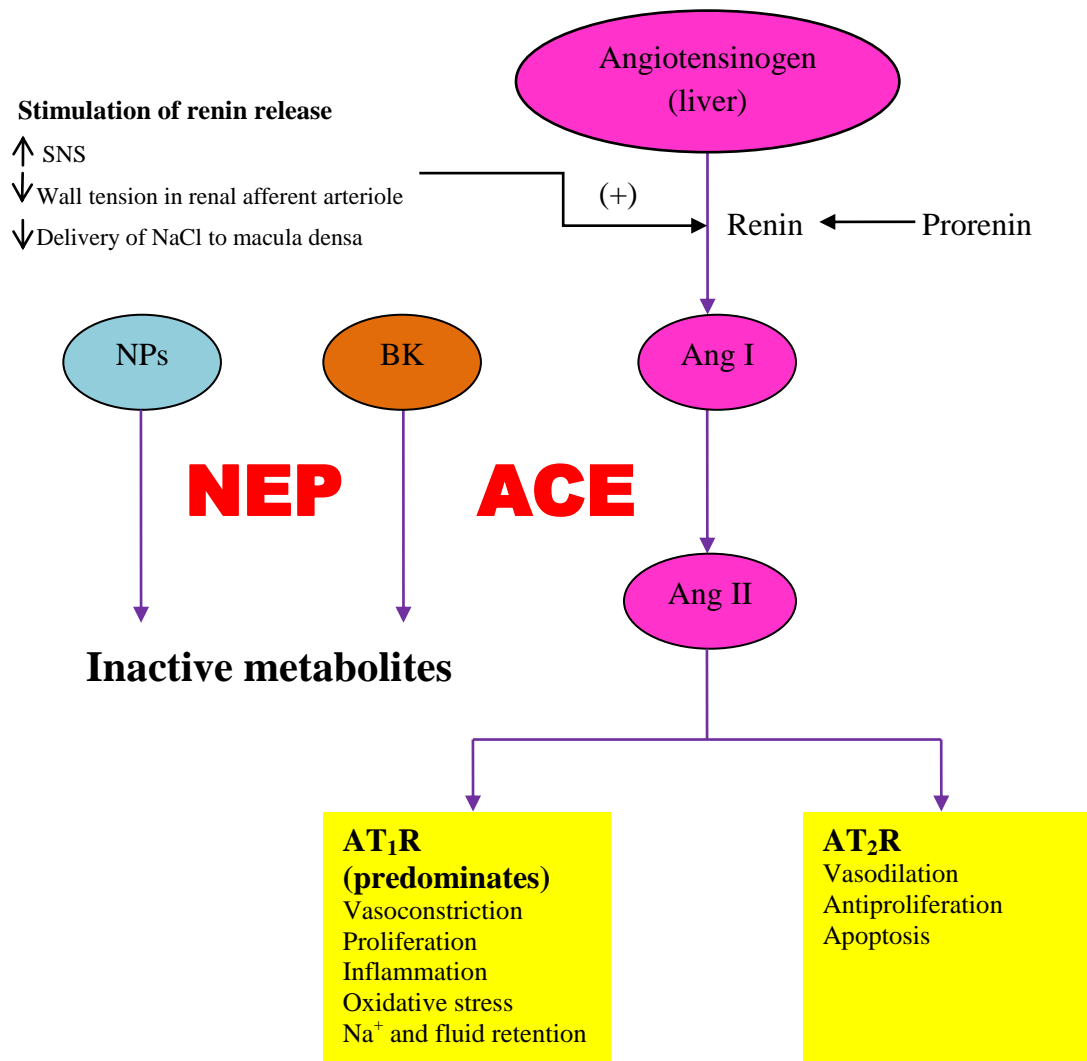 Angiotensinogen
(liver)
Stimulation of renin release
↑ SNS
↓ Wall tension in renal afferent arteriole
↓ Delivery of NaCl to macula densa
(+)
Renin
Prorenin
NPs
BK
Ang I
NEP
ACE
Ang II
Inactive metabolites
AT₁R
(predominates)
Vasoconstriction
Proliferation
Inflammation
Oxidative stress
Na⁺ and fluid retention
AT₂R
Vasodilation
Antiproliferation
Apoptosis